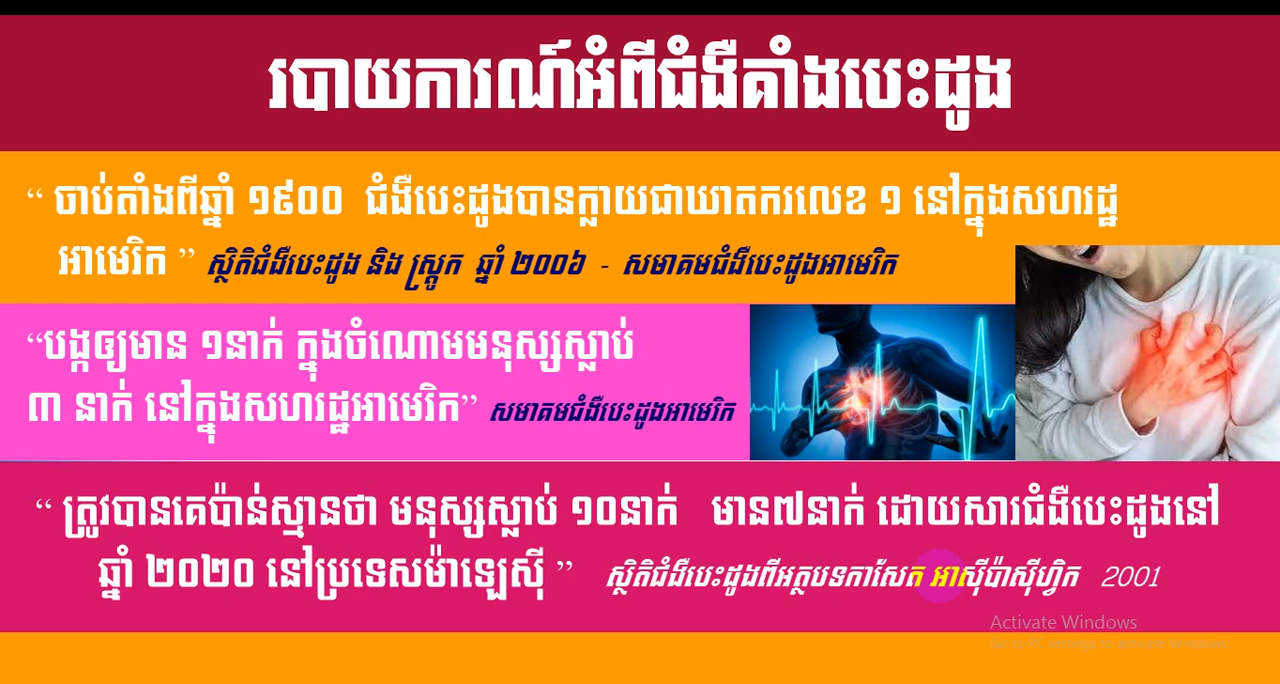 របាយការណ៍អំពីជំងឺគាំងបេះដូង
“ ចាប់តាំងពីឆ្នាំ ១៩០០ ជំងឺបេះដូងបានក្លាយជាឃាតករលេខ ១ នៅក្នុងសហរដ្ឋ
អាមេរិក ” ស្ថិតិជំងឺបេះដូង និង ស្ត្រូក ឆ្នាំ ២០០៦ - សមាគមជំងឺបេះដូងអាមេរិក
“បង្កឲ្យមាន ១នាក់ ក្នុងចំណោមមនុស្សស្លាប់
៣ នាក់ នៅក្នុងសហរដ្ឋអាមេរិក” សមាគមជំងឺបេះដូងអាមេរិក
“ ត្រូវបានគេប៉ាន់ស្មានថា មនុស្សស្លាប់ ១០នាក់ មាន៧នាក់ ដោយសារជំងឺបេះដូងនៅ
ឆ្នាំ ២០២០ នៅប្រទេសម៉ាឡេស៊ី ” ស្ថិតិជំងឺបេះដូងពីអត្ថបទកាសែត អាស៊ីប៉ាស៊ីហ្វិក 2001
Activate Windows
Go to PC settings to activate Windows.